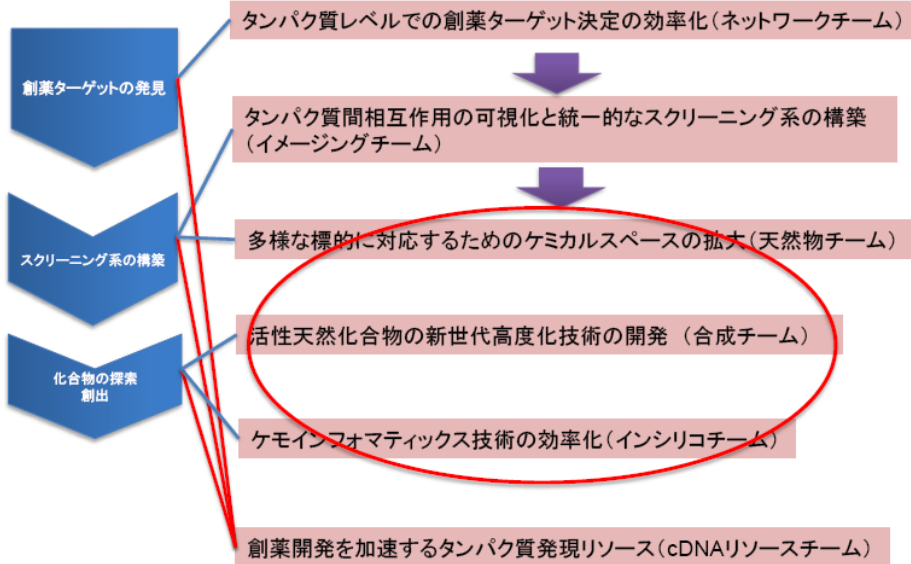 タンパク質レベルでの創薬ターゲット決定の効率化(ネットワークチーム)
創薬ターゲットの発見
タンパク質間相互作用の可視化と統一的なスクリーニング系の構築
(イメージングチーム)
スクリーニング系の構築
多様な標的に対応するためのケミカルスペースの拡大(天然物チーム)
活性天然化合物の新世代高度化技術の開発 (合成チーム)
化合物の探索
創出
ケモインフォマティックス技術の効率化(インシリコチーム)
創薬開発を加速するタンパク質発現リソース(cDNAリソースチーム)